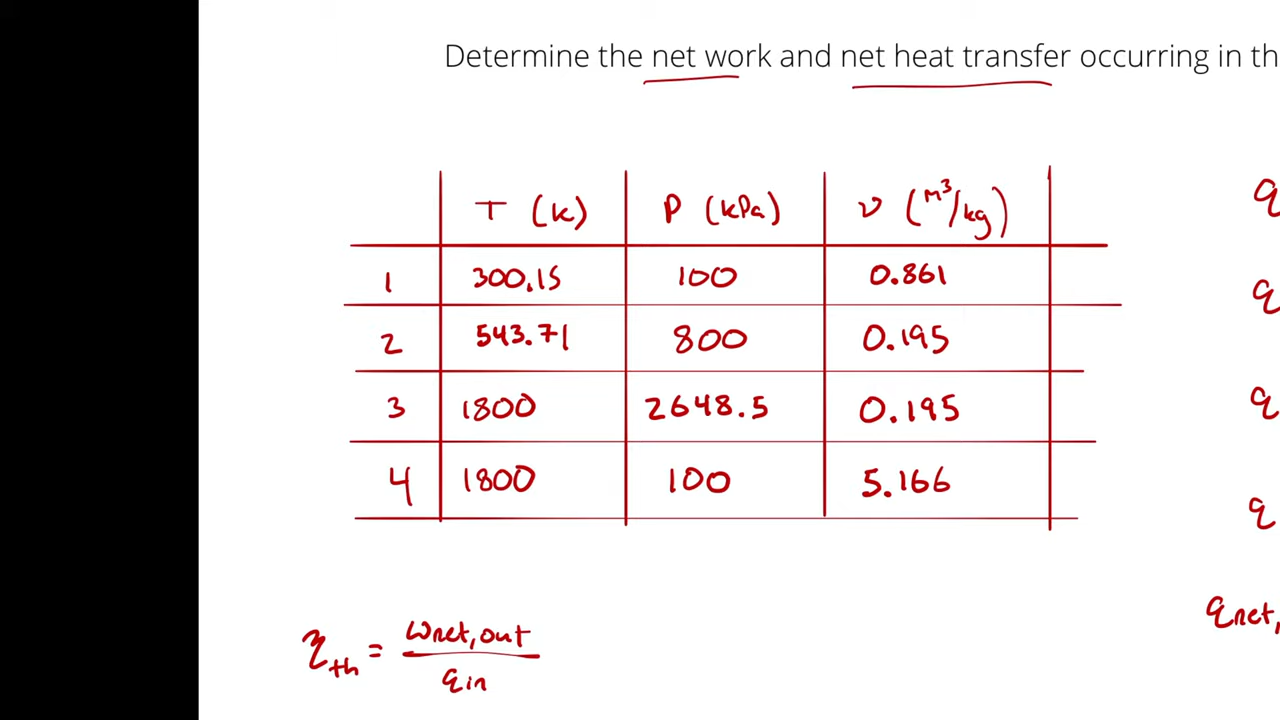 Determine the net work and net heat transfer occurring in th
T (K) P (kPa) ν (m³/kg)
1 300.15 100 0.861
2 543.71 800 0.195
3 1800 2648.5 0.195
4 1800 100 5.166
q
q
q
q
qnet,
ηth = ωnet,out
qin